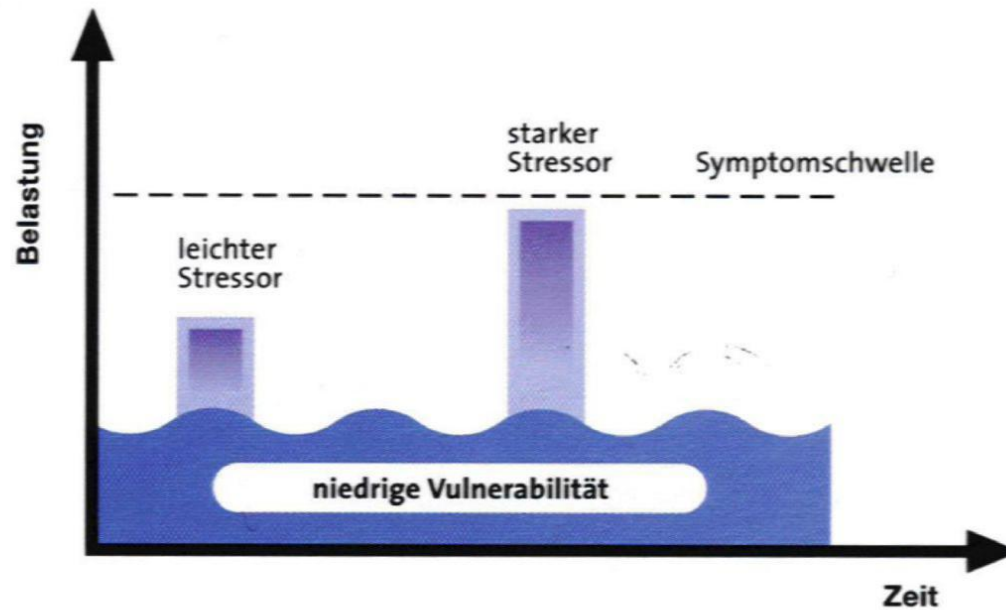 Belastung
starker
Stressor
Symptomschwelle
leichter
Stressor
niedrige Vulnerabilität
Zeit